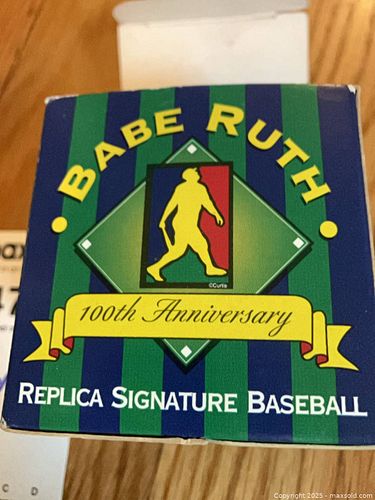 BABE RUTH
©Curtis
100th Anniversary
REPLICA SIGNATURE BASEBALL
C D
Copyright 2025 - maxsold.com